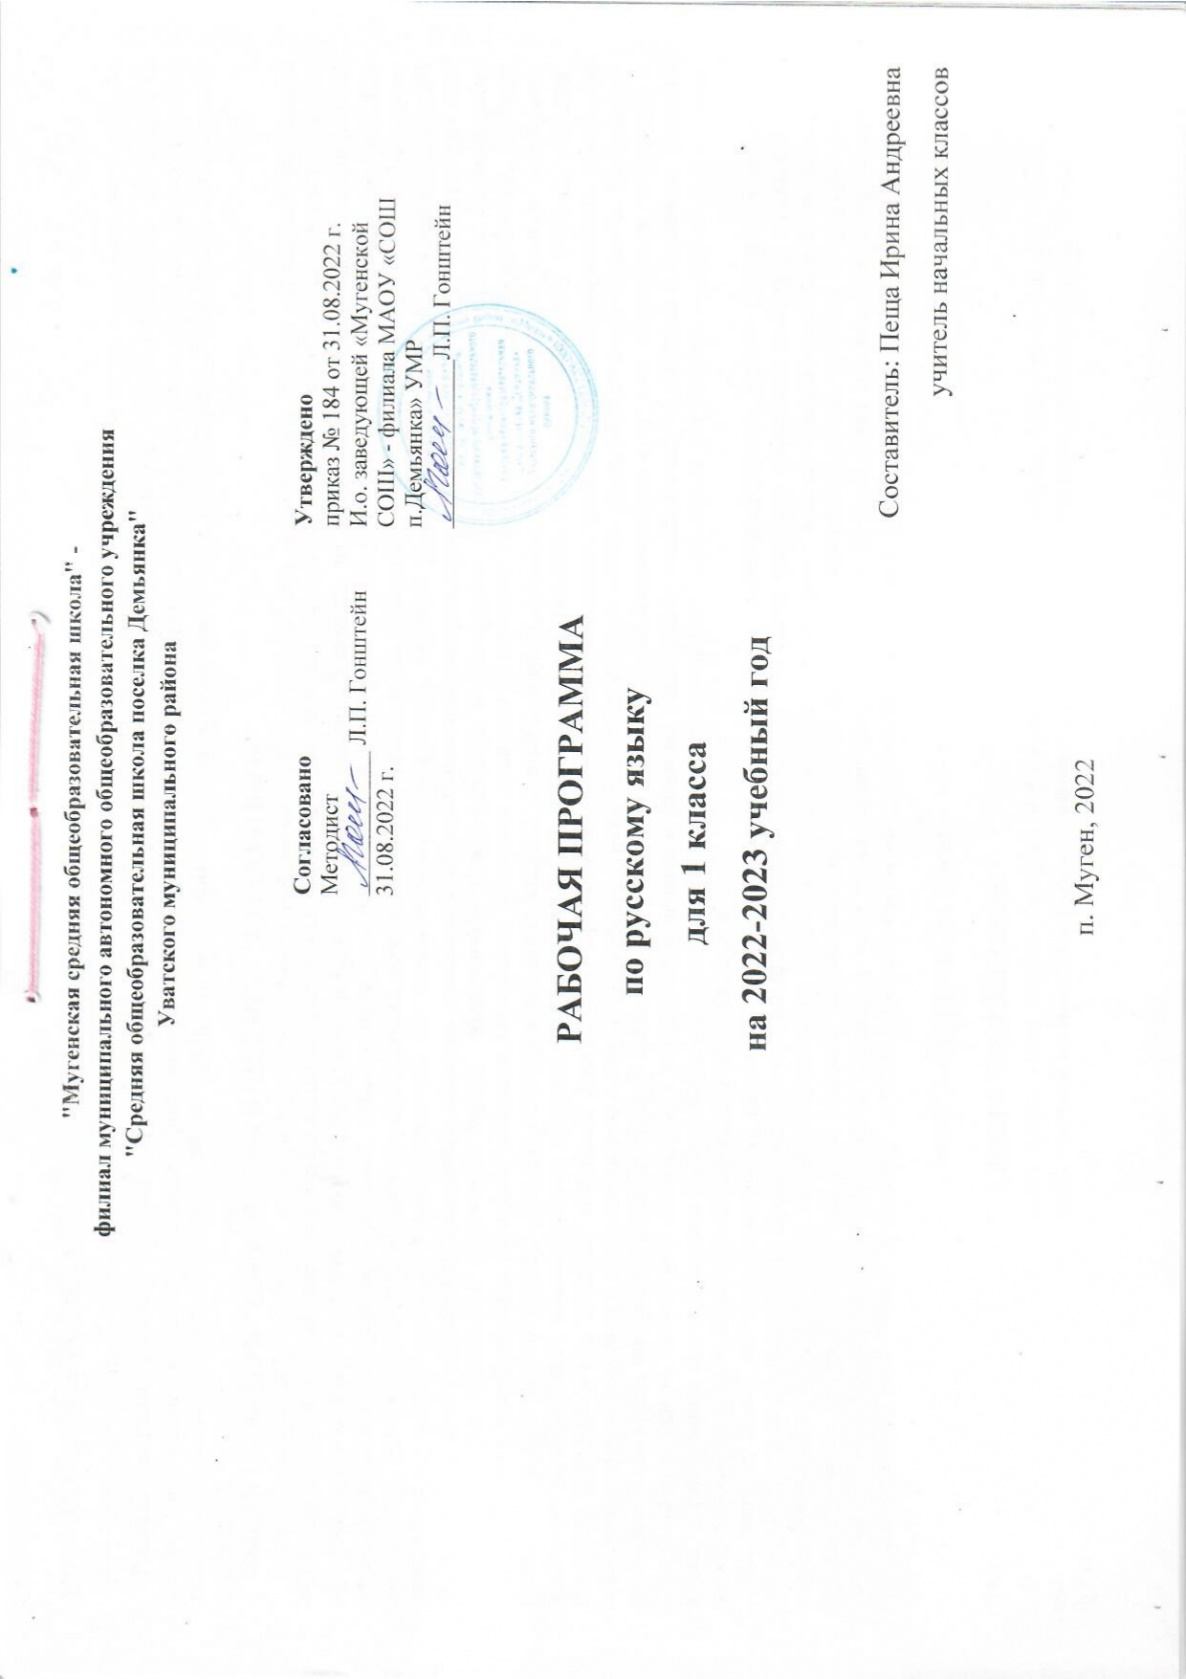 "Мугенская средняя общеобразовательная школа" -
филиал муниципального автономного общеобразовательного учреждения
"Средняя общеобразовательная школа поселка Демьянка"
Уватского муниципального района
Согласовано
Методист
Л.П. Гонштейн
31.08.2022 г.
Утверждено
приказ № 184 от 31.08.2022 г.
И.о. заведующей «Мугенской
СОШ» - филиала МАОУ «СОШ
п.Демьянка» УМР
Л.П. Гонштейн
РАБОЧАЯ ПРОГРАММА
по русскому языку
для 1 класса
на 2022-2023 учебный год
Составитель: Пеща Ирина Андреевна
учитель начальных классов
п. Муген, 2022